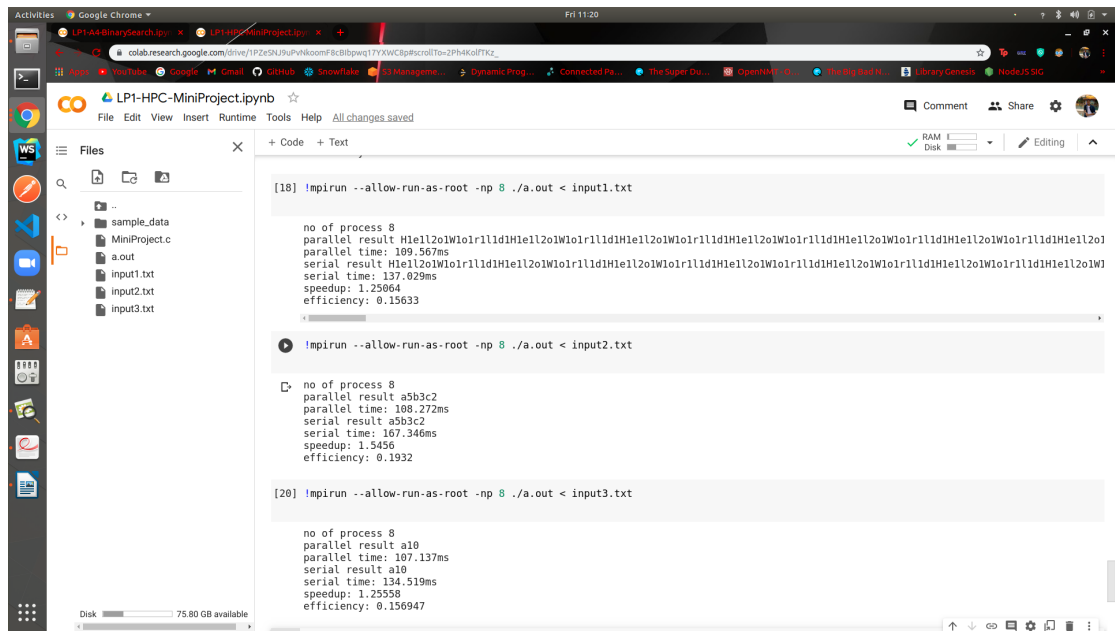 Activities Google Chrome Fri 11:20
LP1-A4-BinarySearch.ipyn LP1-HPC-MiniProject.ipy
colab.research.google.com/drive/
Apps YouTube Google Gmail GitHub Snowflake S3 Manageme... Dynamic Prog... Connected Pa... The Super Du... OpenNMT - O... The Big Bad N... Library Genesis NodeJS SIG
CO LP1-HPC-MiniProject.ipynb
Comment Share
File Edit View Insert Runtime Tools Help All changes saved
Files
+ Code + Text
RAM
Disk
Editing
..
sample_data
MiniProject.c
a.out
input1.txt
input2.txt
input3.txt
[18] !mpirun --allow-run-as-root -np 8 ./a.out < input1.txt
no of process 8
parallel result H1e1l2o1W1o1r1l1d1H1e1l2o1W1o1r1l1d1H1e1l2o1W1o1r1l1d1H1e1l2o1W1o1r1l1d1H1e1l2o1W1o1r1l1d1H1e1l2o1
parallel time: 109.567ms
serial result H1e1l2o1W1o1r1l1d1H1e1l2o1W1o1r1l1d1H1e1l2o1W1o1r1l1d1H1e1l2o1W1o1r1l1d1H1e1l2o1W1o1r1l1d1H1e1l2o1W1
serial time: 137.029ms
speedup: 1.25064
efficiency: 0.15633
!mpirun --allow-run-as-root -np 8 ./a.out < input2.txt
no of process 8
parallel result a5b3c2
parallel time: 108.272ms
serial result a5b3c2
serial time: 167.346ms
speedup: 1.5456
efficiency: 0.1932
[20] !mpirun --allow-run-as-root -np 8 ./a.out < input3.txt
no of process 8
parallel result a10
parallel time: 107.137ms
serial result a10
serial time: 134.519ms
speedup: 1.25558
efficiency: 0.156947
Disk 75.80 GB available